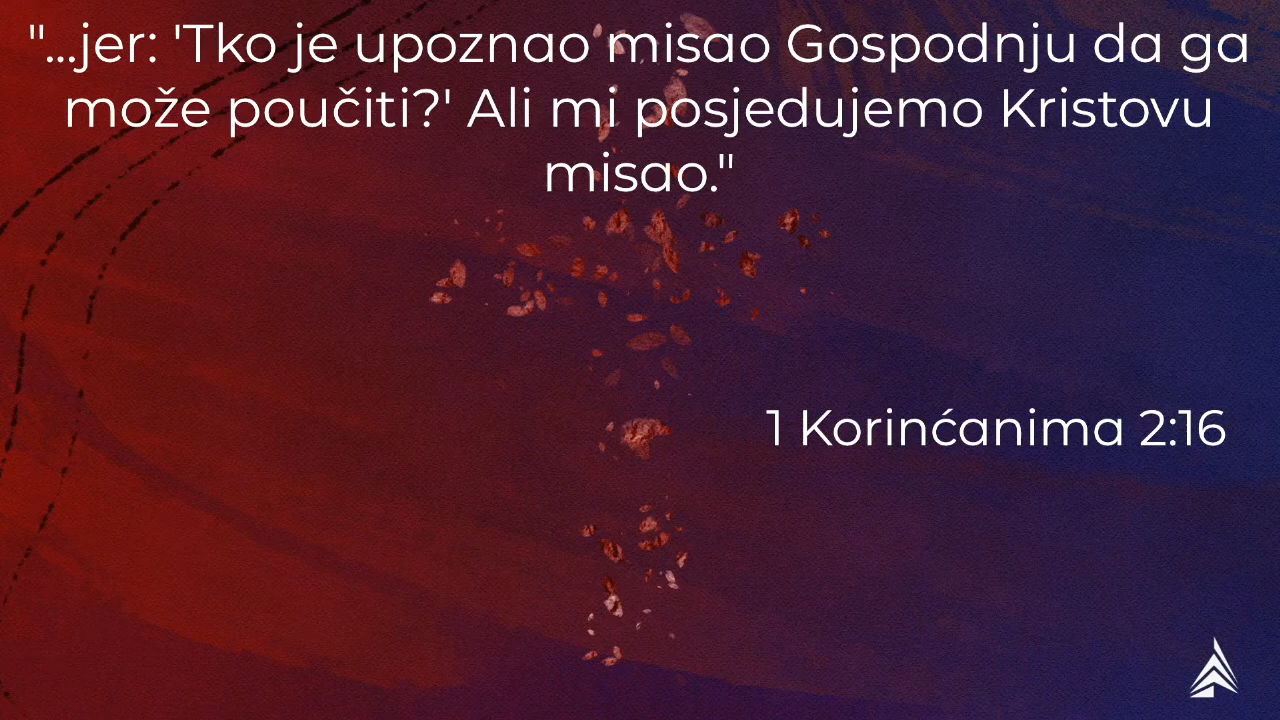 "...jer: 'Tko je upoznao misao Gospodnju da ga
može poučiti?' Ali mi posjedujemo Kristovu
misao."
1 Korinćanima 2:16